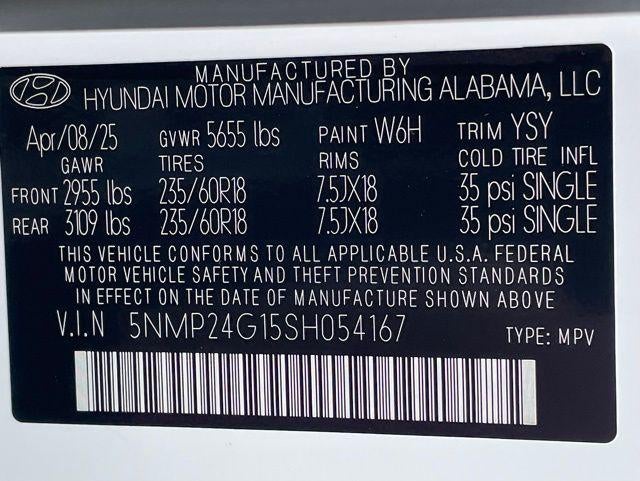 MANUFACTURED BY
HYUNDAI MOTOR MANUFACTURING ALABAMA, LLC
Apr/08/25 GVWR 5655 lbs PAINT W6H TRIM YSY
GAWR TIRES RIMS COLD TIRE INFL
FRONT 2955 lbs 235/60R18 7.5JX18 35 psi SINGLE
REAR 3109 lbs 235/60R18 7.5JX18 35 psi SINGLE
THIS VEHICLE CONFORMS TO ALL APPLICABLE U.S.A. FEDERAL
MOTOR VEHICLE SAFETY AND THEFT PREVENTION STANDARDS
IN EFFECT ON THE DATE OF MANUFACTURE SHOWN ABOVE
V.I.N 5NMP24G15SH054167 TYPE: MPV